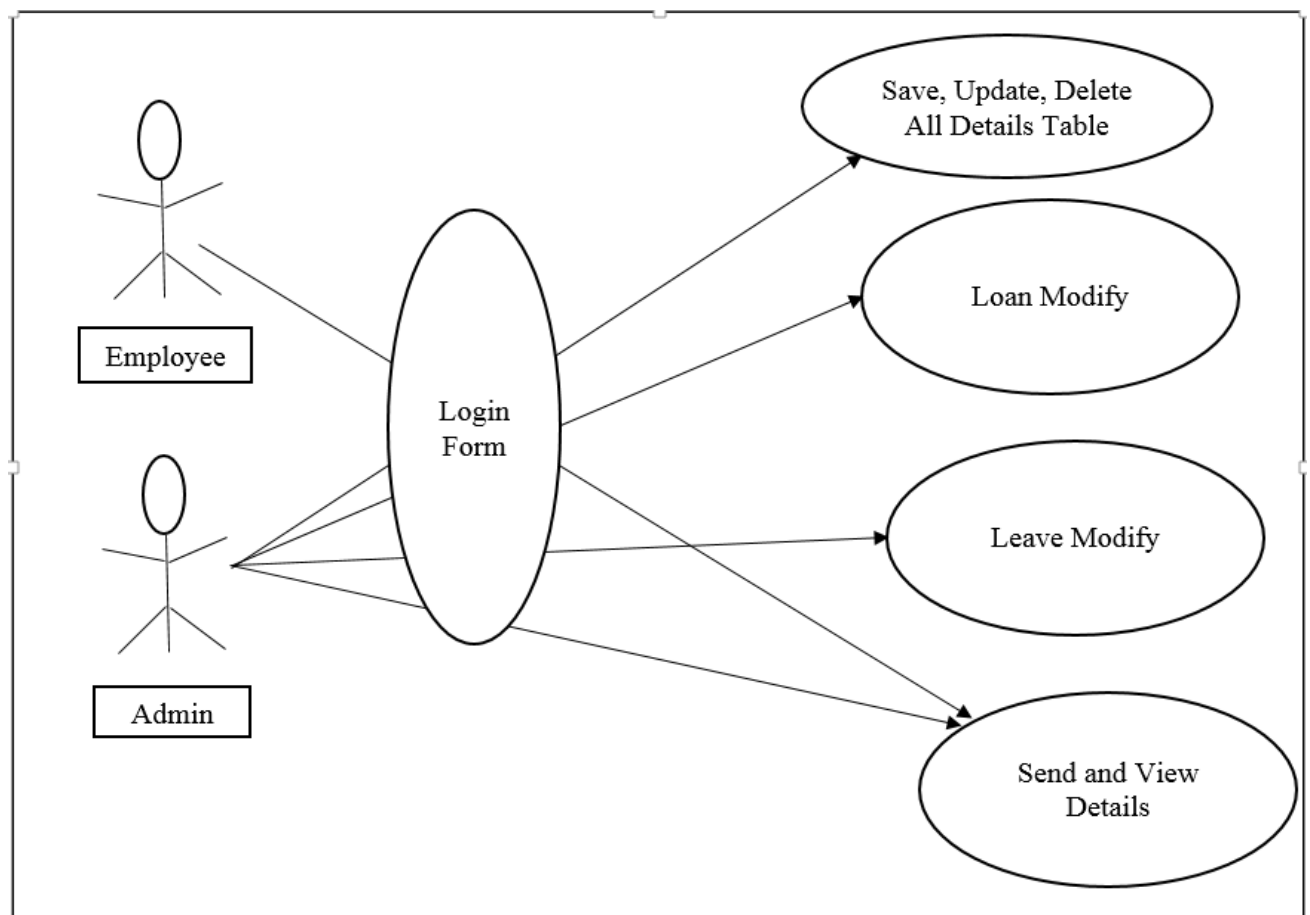 Save, Update, Delete
All Details Table
Loan Modify
Employee
Login
Form
Leave Modify
Admin
Send and View
Details